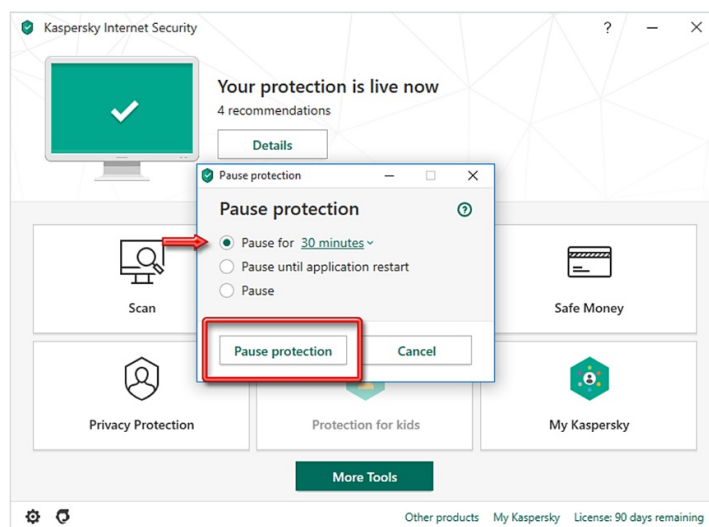 Kaspersky Internet Security
?
Your protection is live now
4 recommendations
Details
Pause protection
Pause protection
?
Pause for 30 minutes
Pause until application restart
Pause
Pause protection
Cancel
Scan
Safe Money
Privacy Protection
Protection for kids
My Kaspersky
More Tools
Other products My Kaspersky License: 90 days remaining